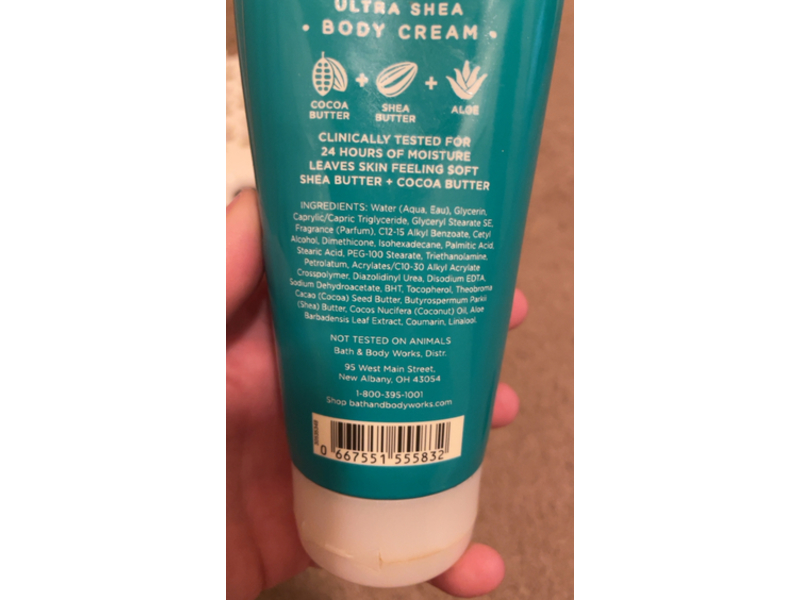 ULTRA SHEA
• BODY CREAM •
+ +
COCOA BUTTER SHEA BUTTER ALOE
CLINICALLY TESTED FOR
24 HOURS OF MOISTURE
LEAVES SKIN FEELING SOFT
SHEA BUTTER + COCOA BUTTER
INGREDIENTS: Water (Aqua, Eau), Glycerin,
Caprylic/Capric Triglyceride, Glyceryl Stearate SE,
Fragrance (Parfum), C12-15 Alkyl Benzoate, Cetyl
Alcohol, Dimethicone, Isohexadecane, Palmitic Acid,
Stearic Acid, PEG-100 Stearate, Triethanolamine,
Petrolatum, Acrylates/C10-30 Alkyl Acrylate
Crosspolymer, Diazolidinyl Urea, Disodium EDTA,
Sodium Dehydroacetate, BHT, Tocopherol, Theobroma
Cacao (Cocoa) Seed Butter, Butyrospermum Parkii
(Shea) Butter, Cocos Nucifera (Coconut) Oil, Aloe
Barbadensis Leaf Extract, Coumarin, Linalool.
NOT TESTED ON ANIMALS
Bath & Body Works, Distr.
95 West Main Street,
New Albany, OH 43054
1-800-395-1001
Shop bathandbodyworks.com
0 667551 555832